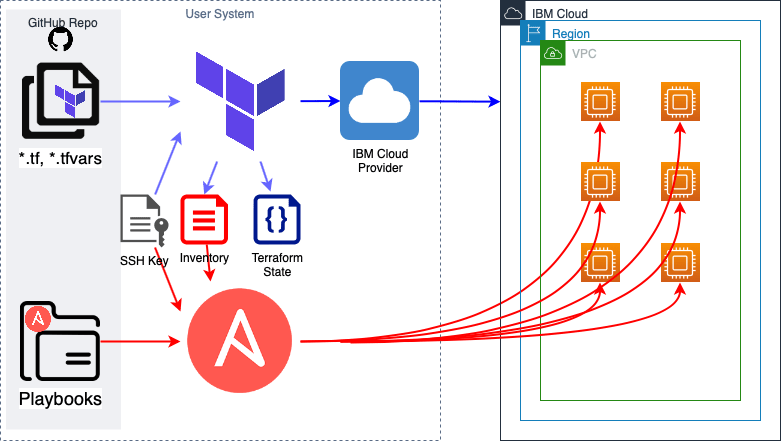 GitHub Repo
User System
IBM Cloud
Region
VPC
*.tf, *.tfvars
IBM Cloud
Provider
SSH Key
Inventory
Terraform
State
Playbooks